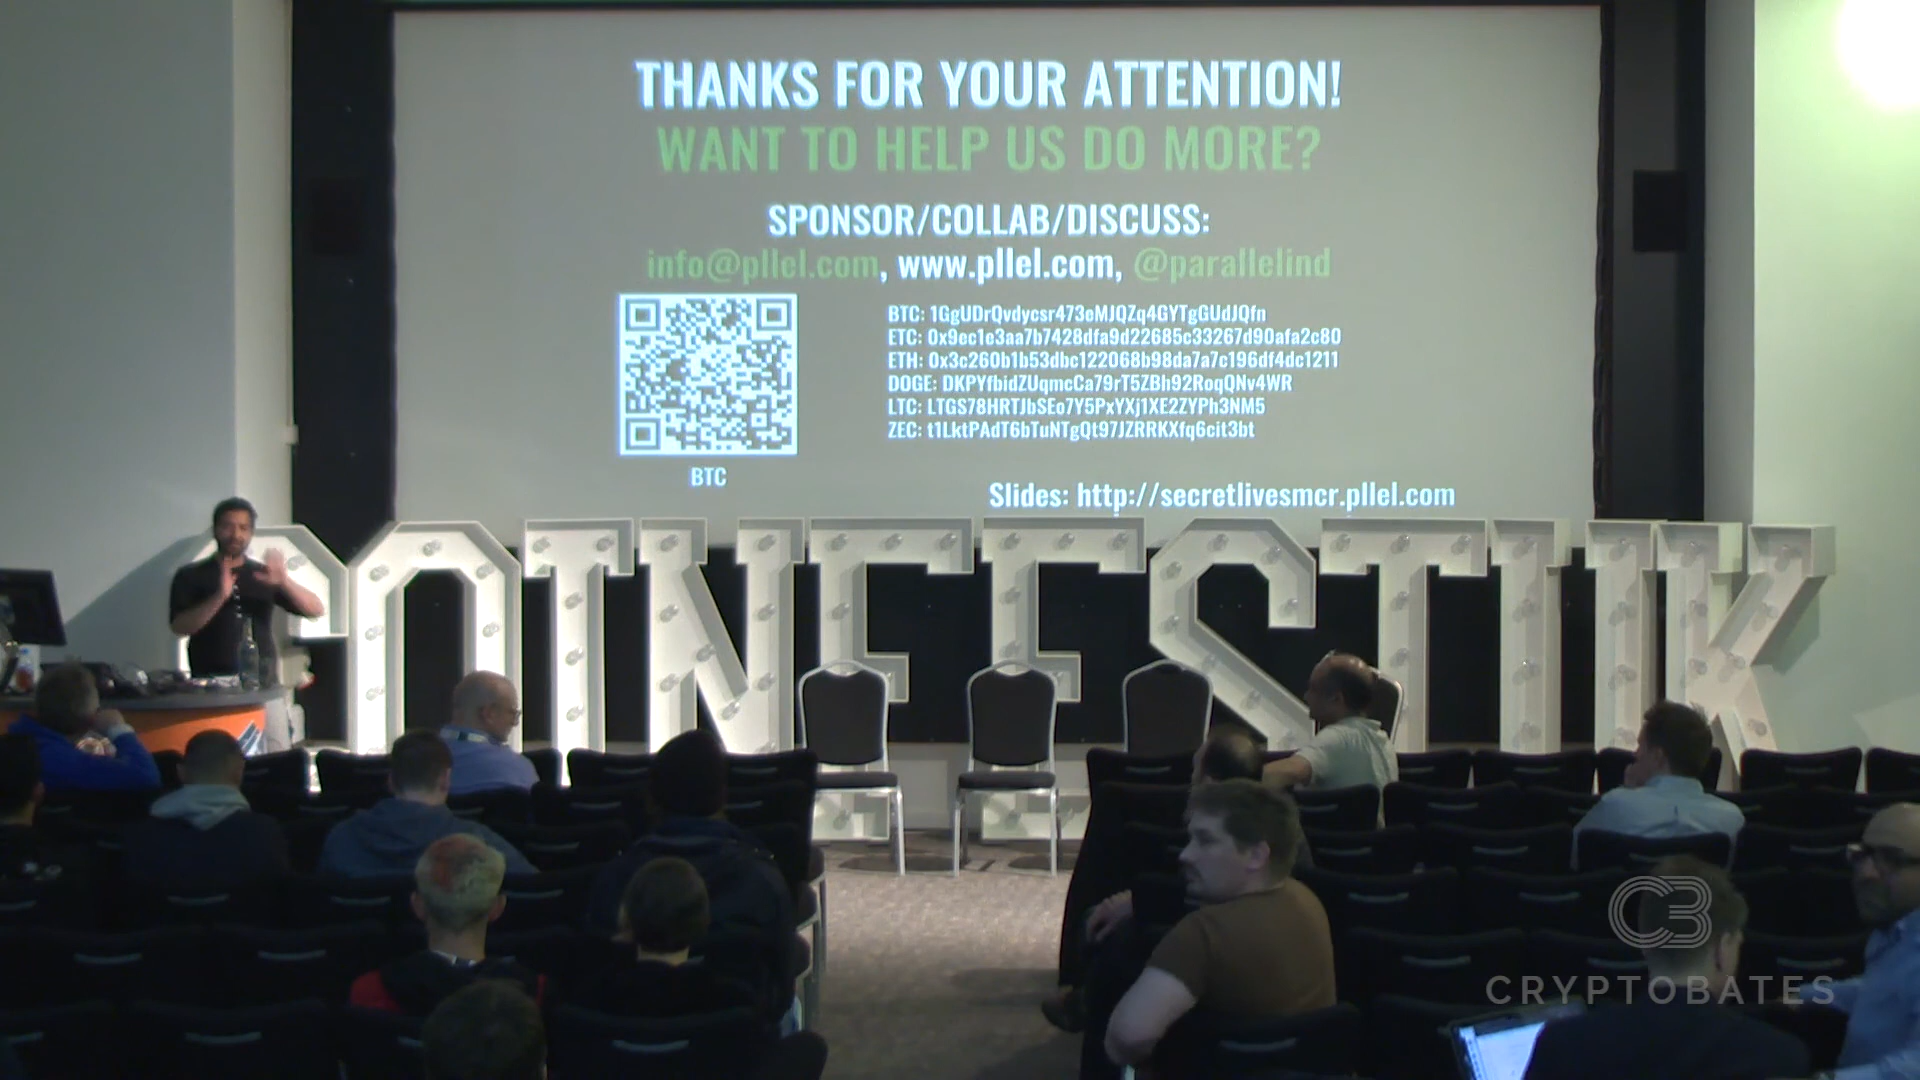 THANKS FOR YOUR ATTENTION!
WANT TO HELP US DO MORE?
SPONSOR/COLLAB/DISCUSS:
info@pllel.com, www.pllel.com, @parallelind
BTC: 1GgUDrQvdycsr473eMJQZq4GYTgGUdJQfn
ETC: 0x9ec1e3aa7b7428dfa9d22685c33267d90afa2c80
ETH: 0x3c260b1b53dbc122068b98da7a7c196df4dc1211
DOGE: DKPYfbidZUqmcCa79rT5ZBh92RoqQNv4WR
LTC: LTGS78HRTJbSEo7Y5PxYXj1XE2ZYPh3NM5
ZEC: t1LktPAdT6bTuNTgQt97JZRRKXfq6cit3bt
BTC
Slides: http://secretlivesmcr.pllel.com
COINFESTUK
C3
CRYPTOBATES